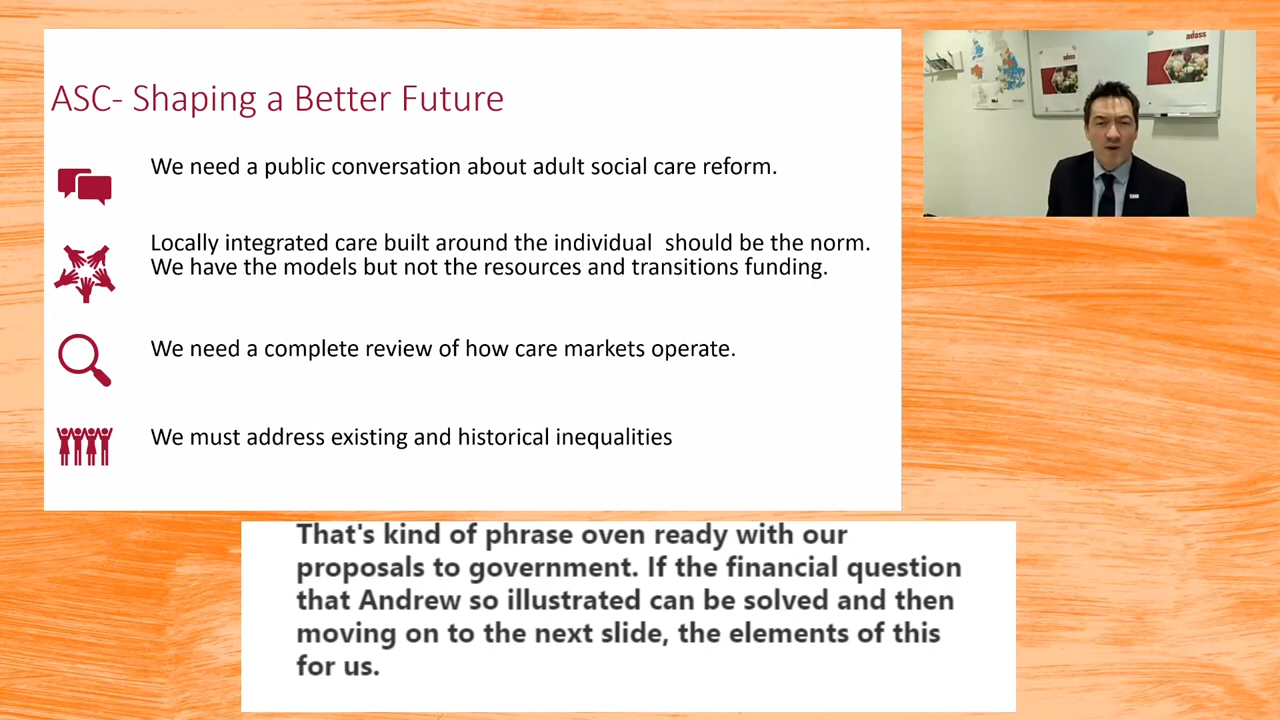 ASC- Shaping a Better Future
We need a public conversation about adult social care reform.
Locally integrated care built around the individual  should be the norm.
We have the models but not the resources and transitions funding.
We need a complete review of how care markets operate.
We must address existing and historical inequalities
adass
adass
That's kind of phrase oven ready with our
proposals to government. If the financial question
that Andrew so illustrated can be solved and then
moving on to the next slide, the elements of this
for us.